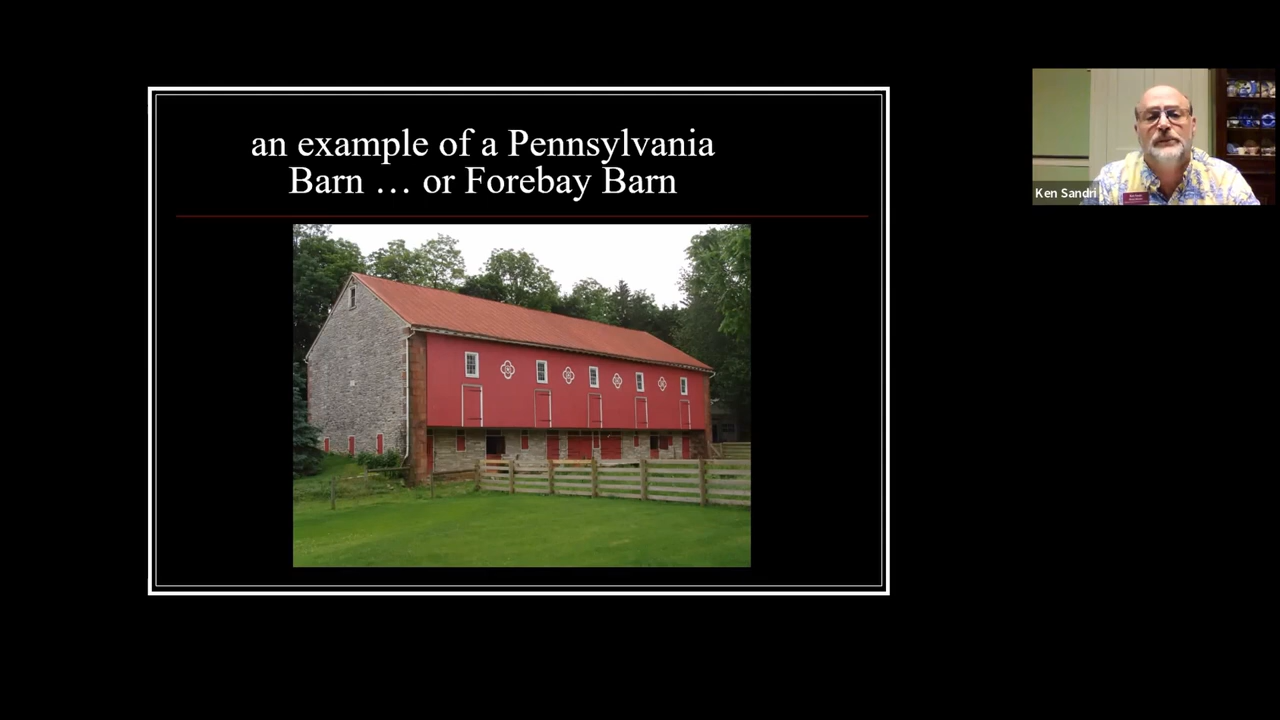 an example of a Pennsylvania
Barn … or Forebay Barn
Ken Sandri